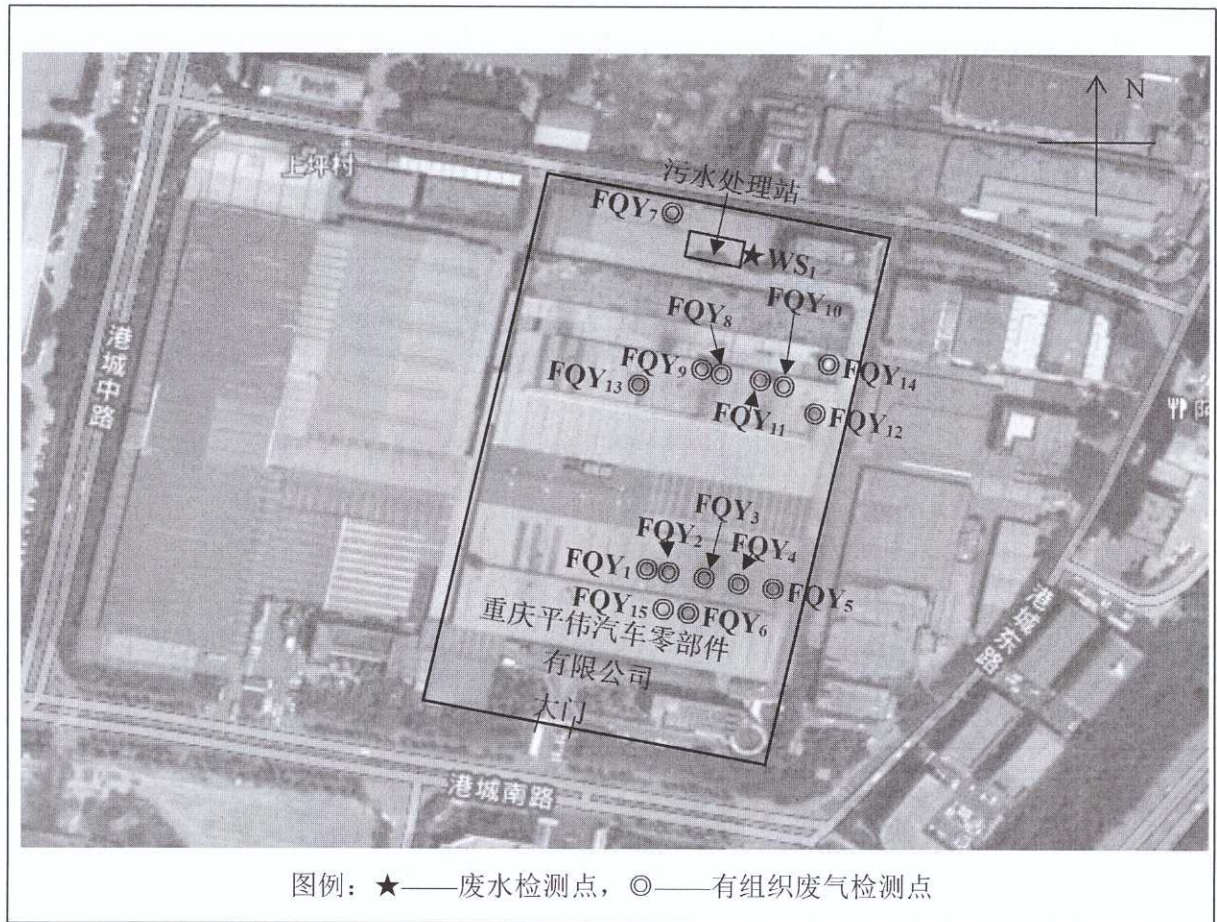 N
上坪村
污水处理站
FQY₇
WS₁
FQY₁₀
FQY₈
FQY₉
FQY₁₄
FQY₁₃
FQY₁₁
FQY₁₂
港城中路
FQY₃
FQY₂
FQY₄
FQY₁
FQY₅
FQY₁₅
FQY₆
重庆平伟汽车零部件
有限公司
大门
港城东路
港城南路
图例：★——废水检测点，◎——有组织废气检测点